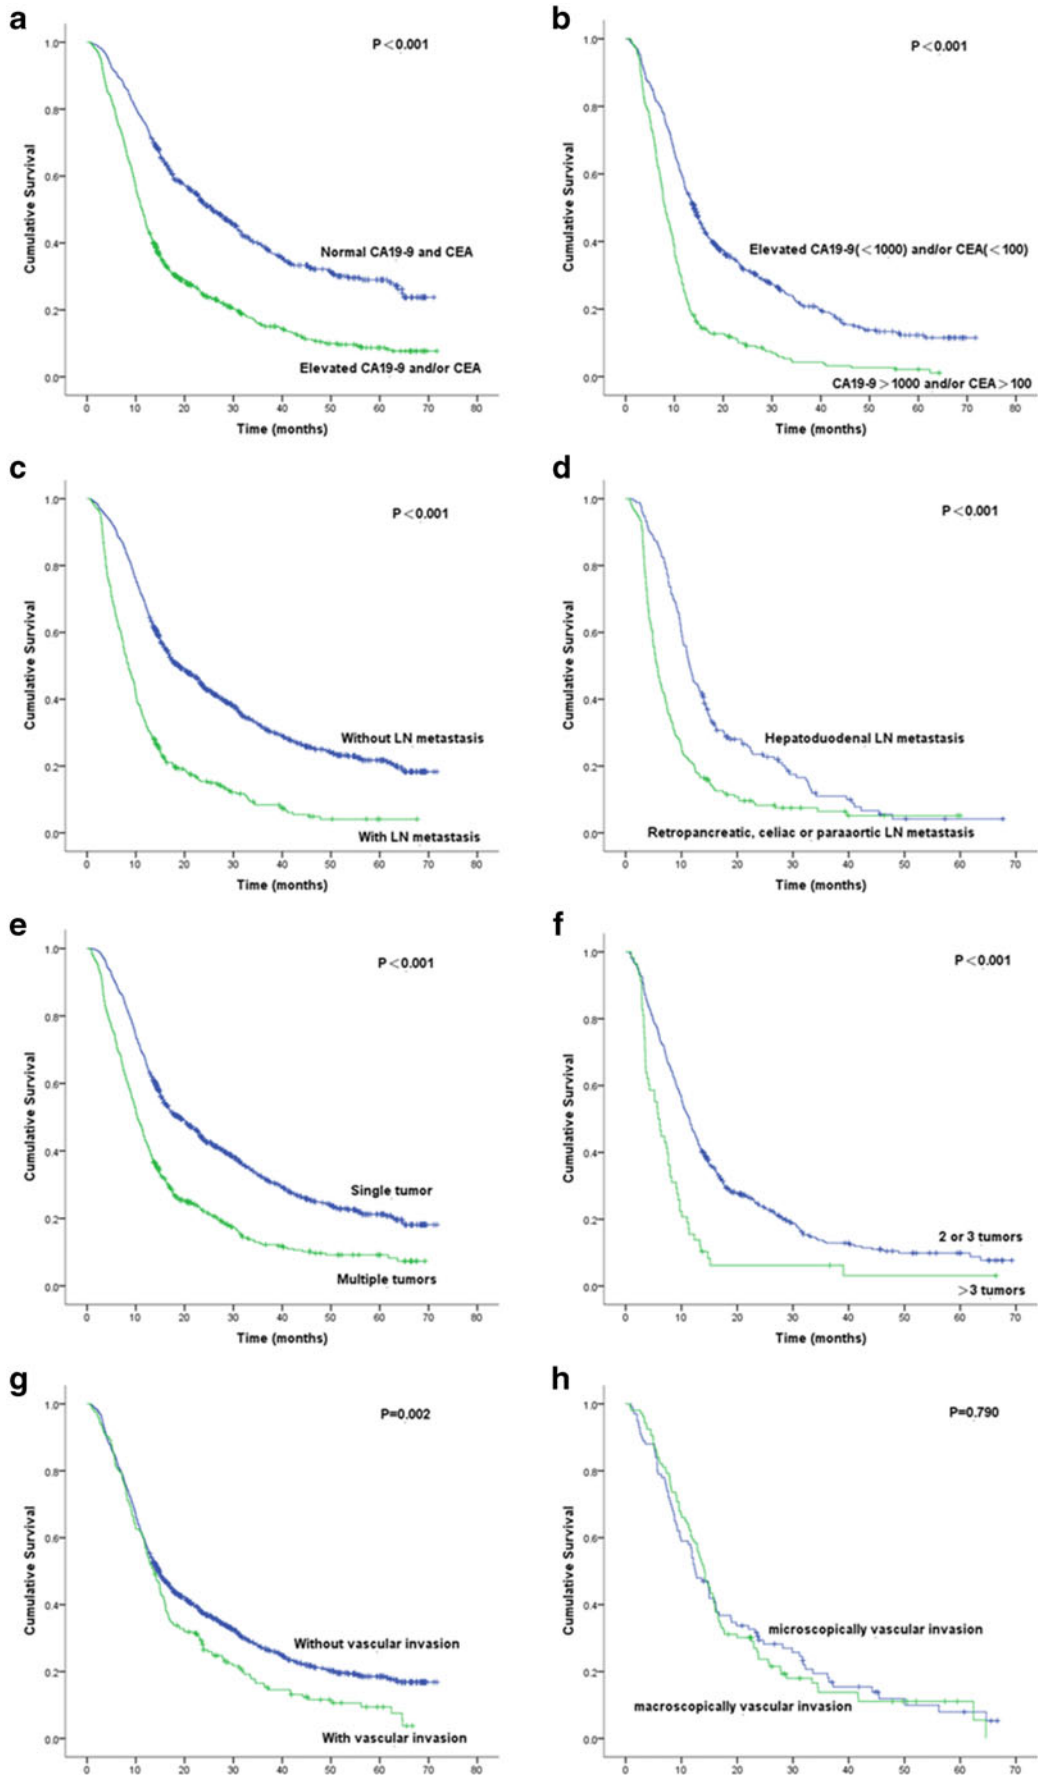 a
P<0.001
Cumulative Survival
1.0
0.8
0.6
0.4
0.2
0.0
Normal CA19-9 and CEA
Elevated CA19-9 and/or CEA
0 10 20 30 40 50 60 70 80
Time (months)
b
P<0.001
Cumulative Survival
1.0
0.8
0.6
0.4
0.2
0.0
Elevated CA19-9(<1000) and/or CEA(<100)
CA19-9>1000 and/or CEA>100
0 10 20 30 40 50 60 70 80
Time (months)
c
P<0.001
Cumulative Survival
1.0
0.8
0.6
0.4
0.2
0.0
Without LN metastasis
With LN metastasis
0 10 20 30 40 50 60 70 80
Time (months)
d
P<0.001
Cumulative Survival
1.0
0.8
0.6
0.4
0.2
0.0
Hepatoduodenal LN metastasis
Retropancreatic, celiac or paraaortic LN metastasis
0 10 20 30 40 50 60 70
Time (months)
e
P<0.001
Cumulative Survival
1.0
0.8
0.6
0.4
0.2
0.0
Single tumor
Multiple tumors
0 10 20 30 40 50 60 70 80
Time (months)
f
P<0.001
Cumulative Survival
1.0
0.8
0.6
0.4
0.2
0.0
2 or 3 tumors
>3 tumors
0 10 20 30 40 50 60 70
Time (months)
g
P=0.002
Cumulative Survival
1.0
0.8
0.6
0.4
0.2
0.0
Without vascular invasion
With vascular invasion
0 10 20 30 40 50 60 70 80
h
P=0.790
Cumulative Survival
1.0
0.8
0.6
0.4
0.2
0.0
microscopically vascular invasion
macroscopically vascular invasion
0 10 20 30 40 50 60 70